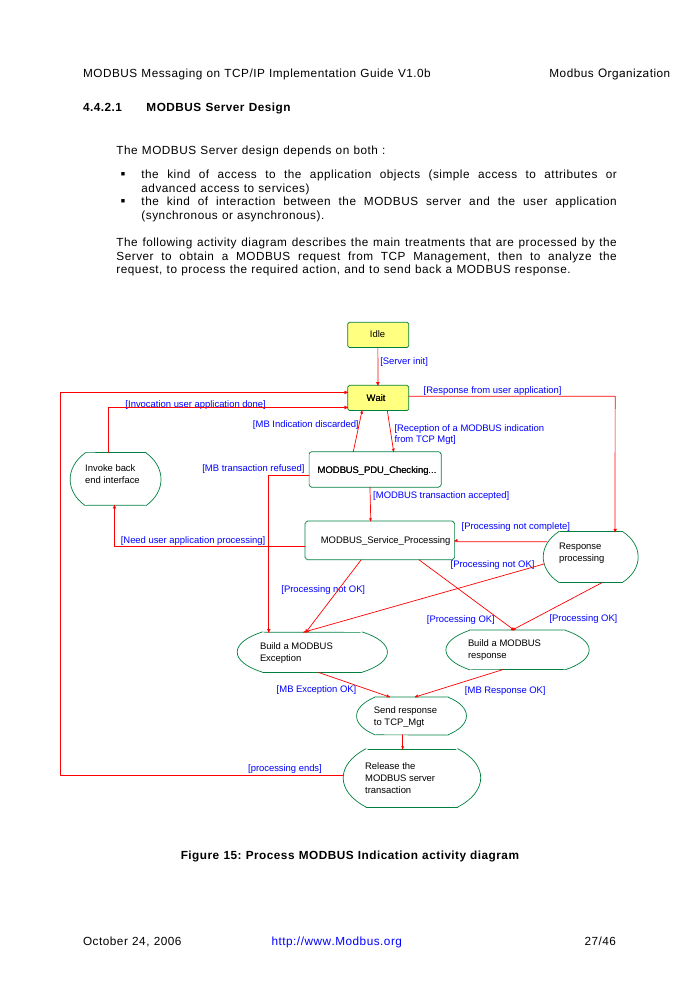 MODBUS Messaging on TCP/IP Implementation Guide V1.0b Modbus Organization
4.4.2.1 MODBUS Server Design
The MODBUS Server design depends on both :
▪ the kind of access to the application objects (simple access to attributes or
advanced access to services)
▪ the kind of interaction between the MODBUS server and the user application
(synchronous or asynchronous).
The following activity diagram describes the main treatments that are processed by the
Server to obtain a MODBUS request from TCP Management, then to analyze the
request, to process the required action, and to send back a MODBUS response.
Idle
[Server init]
[Response from user application]
Wait
[Invocation user application done]
[MB Indication discarded]
[Reception of a MODBUS indication
from TCP Mgt]
Invoke back
end interface
[MB transaction refused]
MODBUS_PDU_Checking...
[MODBUS transaction accepted]
[Processing not complete]
[Need user application processing]
MODBUS_Service_Processing
Response
processing
[Processing not OK]
[Processing not OK]
[Processing OK]
[Processing OK]
Build a MODBUS
Exception
Build a MODBUS
response
[MB Exception OK]
[MB Response OK]
Send response
to TCP_Mgt
[processing ends]
Release the
MODBUS server
transaction
Figure 15: Process MODBUS Indication activity diagram
October 24, 2006 http://www.Modbus.org 27/46